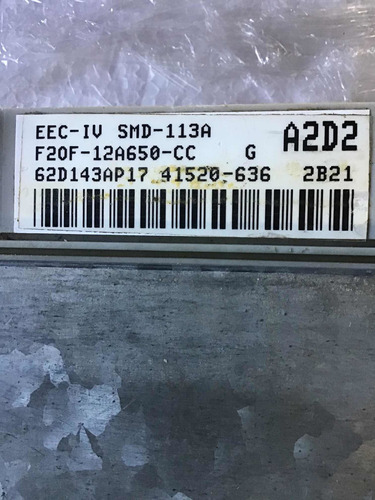 EEC-IV SMD-113A A2D2
F20F-12A650-CC G
62D143AP17 41520-636 2B21